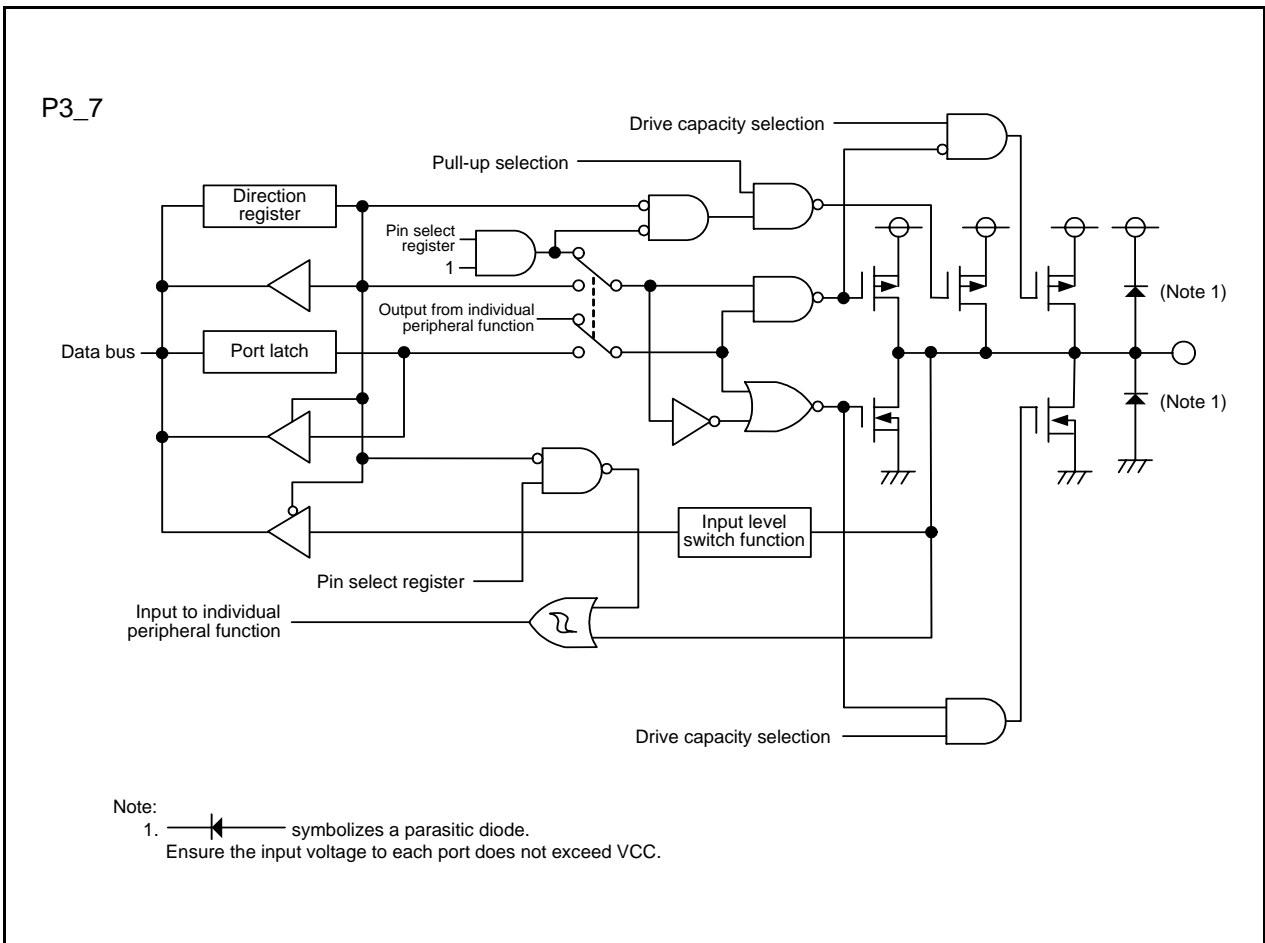 P3_7
Drive capacity selection
Pull-up selection
Direction
register
Pin select
register
1
Output from individual
peripheral function
Data bus
Port latch
(Note 1)
(Note 1)
Input level
switch function
Pin select register
Input to individual
peripheral function
Drive capacity selection
Note:
1. symbolizes a parasitic diode.
Ensure the input voltage to each port does not exceed VCC.